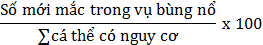 Số mới mắc trong vụ bùng nổ
x 100
∑cá thể có nguy cơ